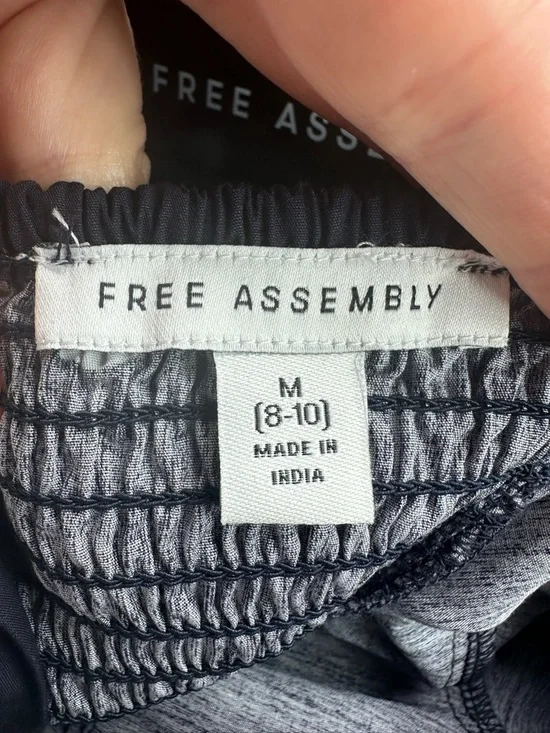 FREE ASSE
FREE ASSEMBLY
M
(8-10)
MADE IN
INDIA